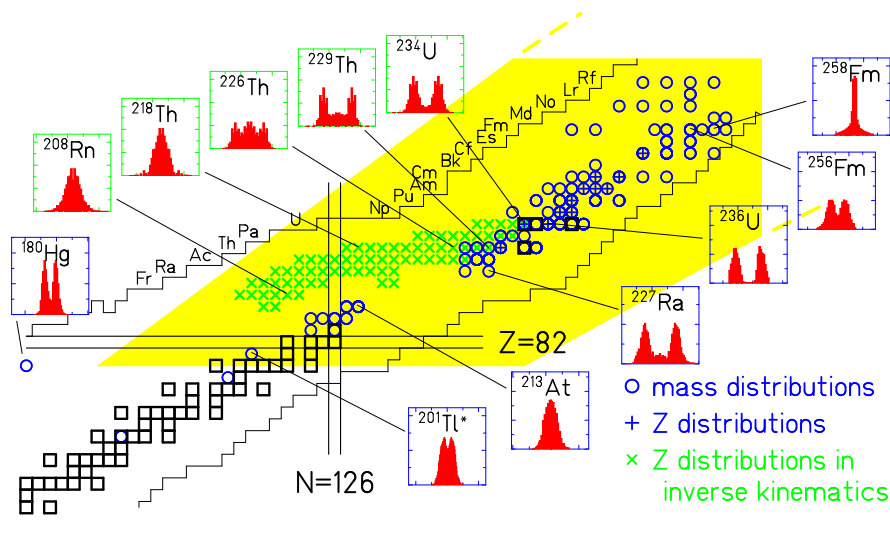 ²³⁴U
²²⁹Th
²²⁶Th
²¹⁸Th
²⁰⁸Rn
¹⁸⁰Hg
²⁵⁸Fm
²⁵⁶Fm
²³⁶U
²²⁷Ra
²¹³At
²⁰¹Tl*
Rf
Lr
No
Md
Fm
Es
Cf
Bk
Cm
Am
Pu
Np
U
Pa
Th
Ac
Ra
Fr
Z=82
N=126
mass distributions
Z distributions
Z distributions in
inverse kinematics